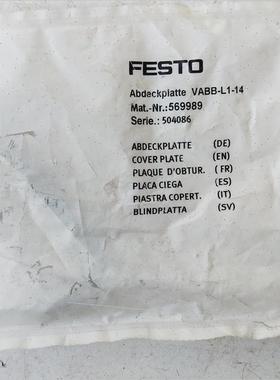 FESTO
Abdeckplatte VABB-L1-14
Mat.-Nr.: 569989
Serie.: 504086
ABDECKPLATTE (DE)
COVER PLATE (EN)
PLAQUE D'OBTUR. (FR)
PLACA CIEGA (ES)
PIASTRA COPERT. (IT)
BLINDPLATTA (SV)